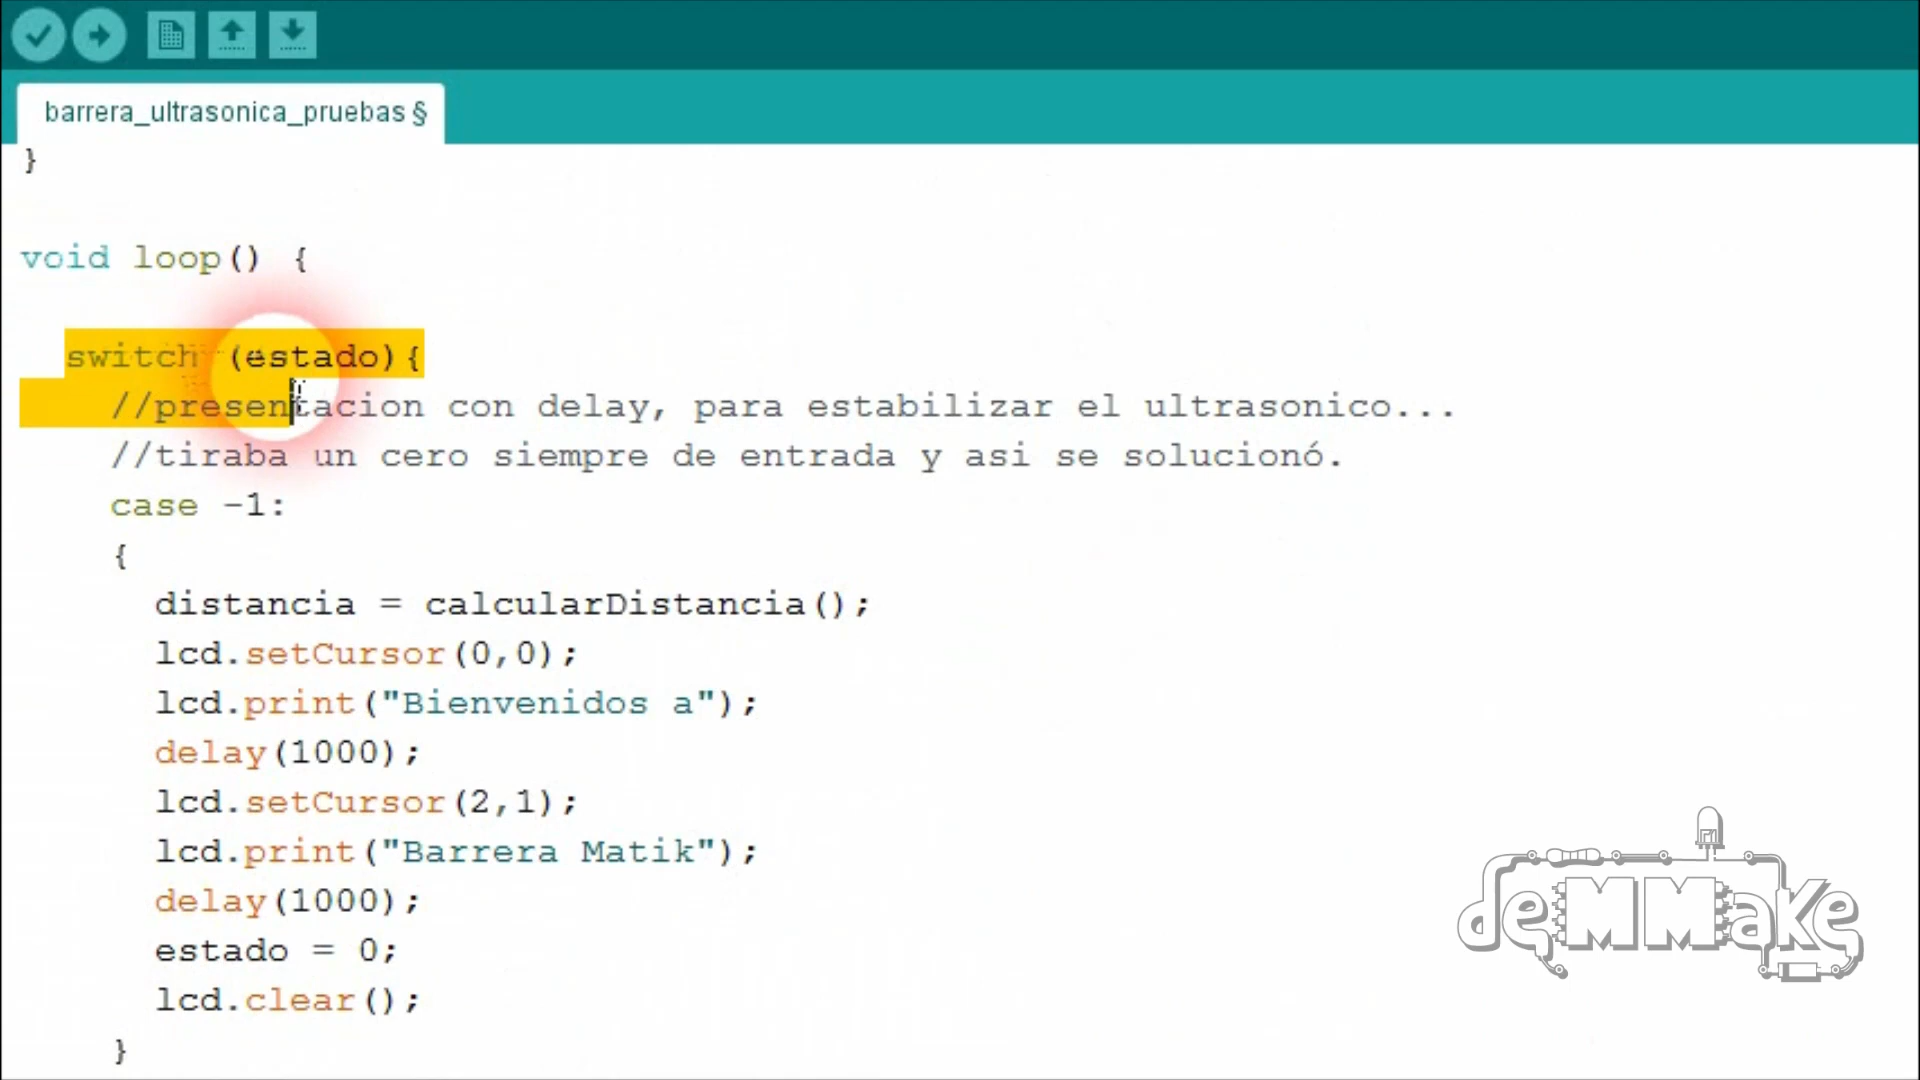 barrera_ultrasonica_pruebas §
}
void loop() {
switch (estado){
//presentacion con delay, para estabilizar el ultrasonico...
//tiraba un cero siempre de entrada y asi se solucionó.
case -1:
{
distancia = calcularDistancia();
lcd.setCursor(0,0);
lcd.print("Bienvenidos a");
delay(1000);
lcd.setCursor(2,1);
lcd.print("Barrera Matik");
delay(1000);
estado = 0;
lcd.clear();
}
deMMaKe